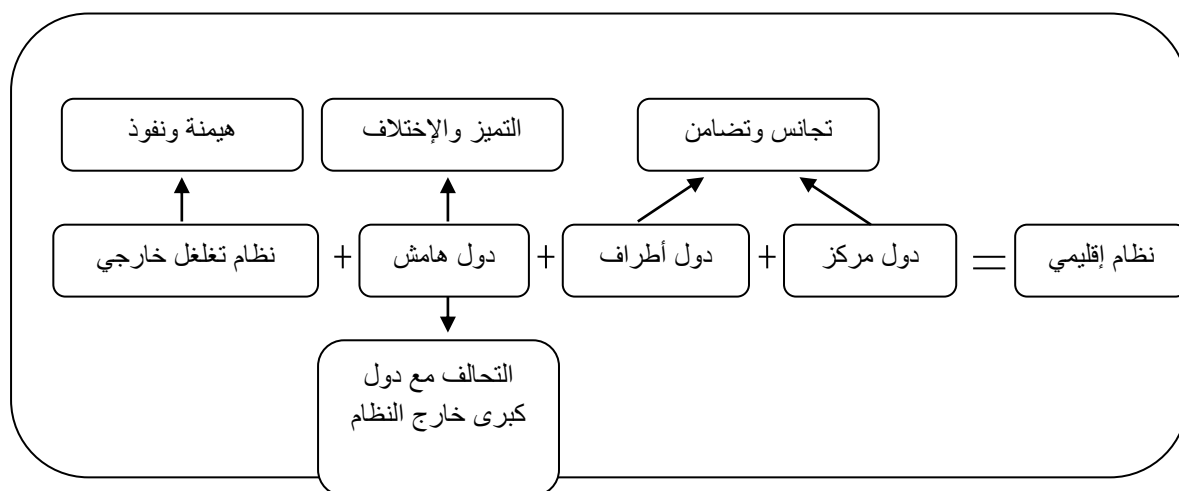 تجانس وتضامن
التميز والإختلاف
هيمنة ونفوذ
نظام إقليمي
=
دول مركز
+
دول أطراف
+
دول هامش
+
نظام تغلغل خارجي
التحالف مع دول
كبرى خارج النظام